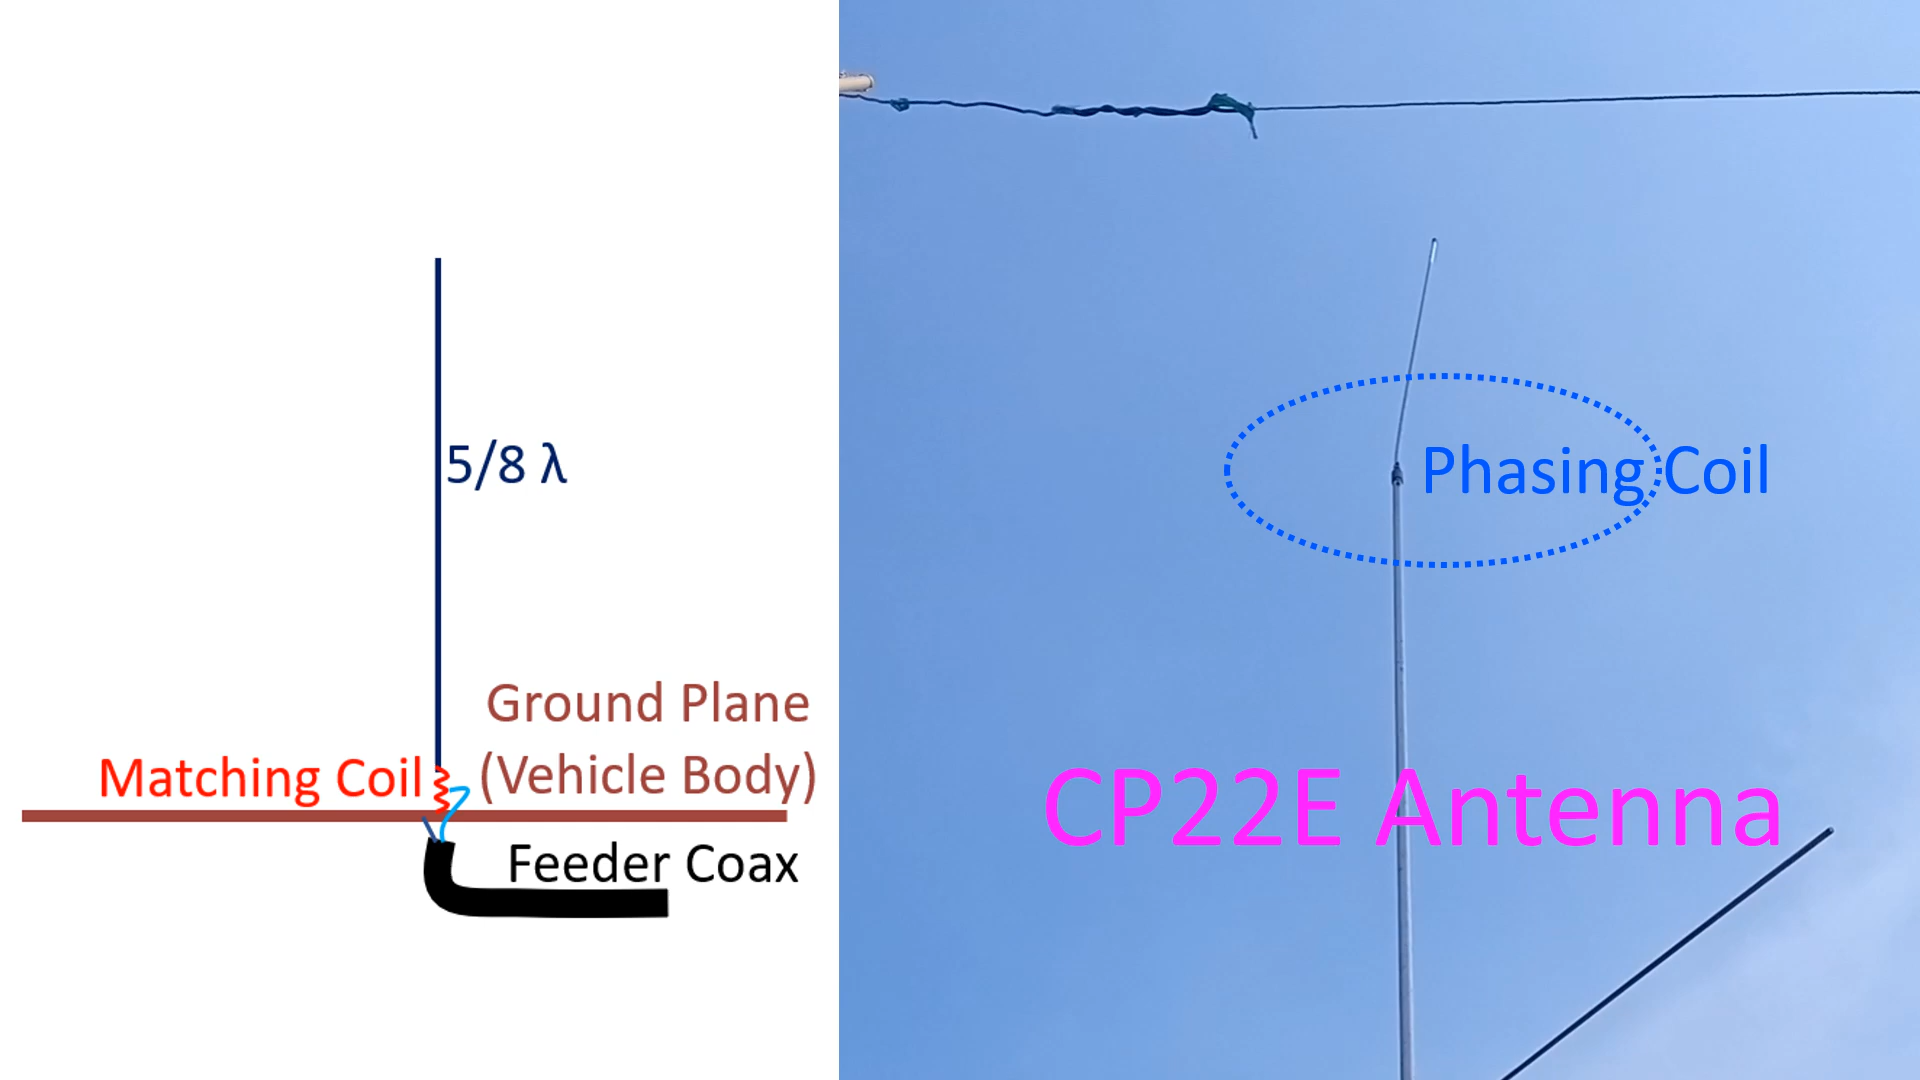 5/8 λ
Ground Plane
(Vehicle Body)
Matching Coil
Feeder Coax
Phasing Coil
CP22E Antenna